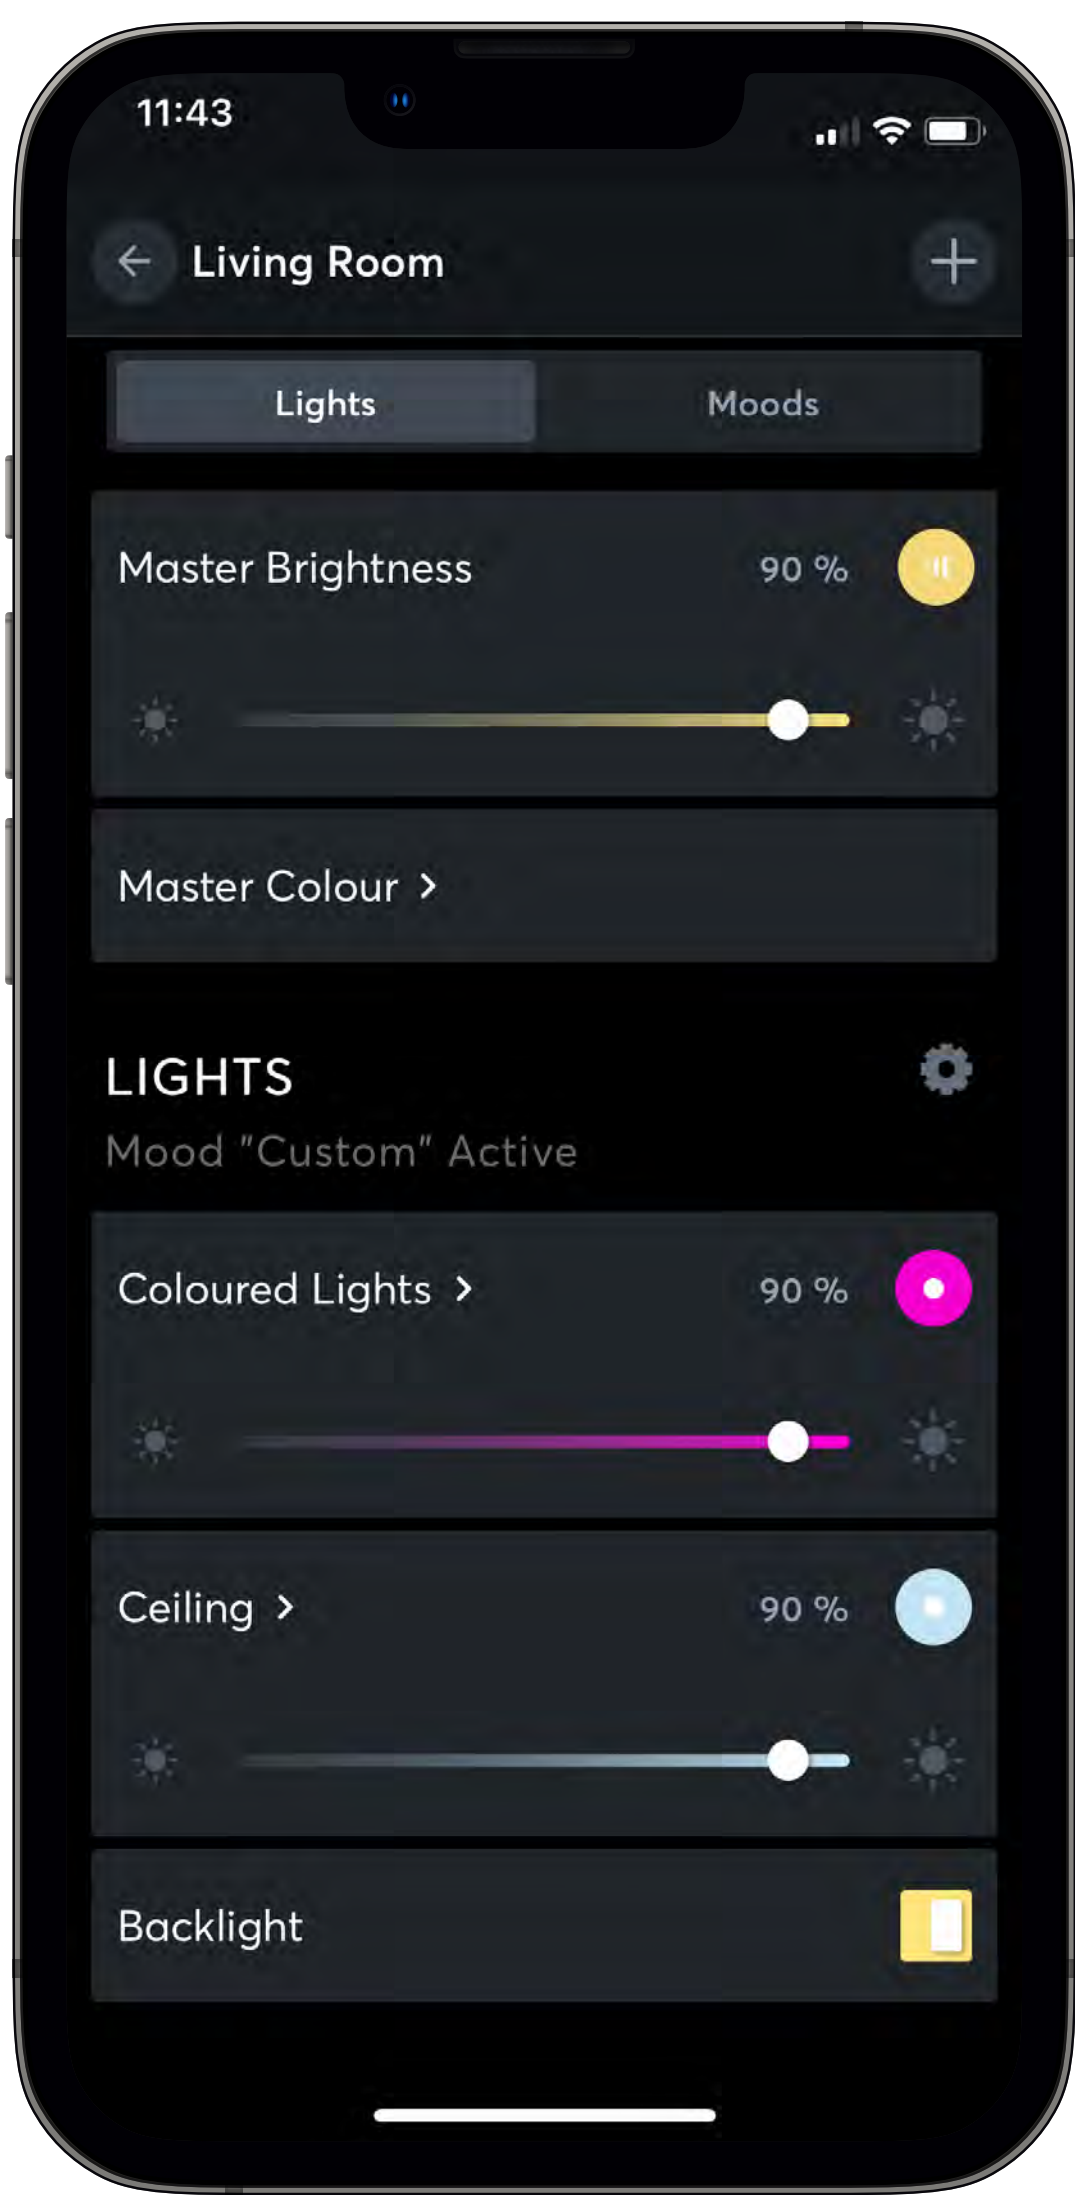 11:43
Living Room
Lights
Moods
Master Brightness
90 %
Master Colour
LIGHTS
Mood "Custom" Active
Coloured Lights
90 %
Ceiling
90 %
Backlight